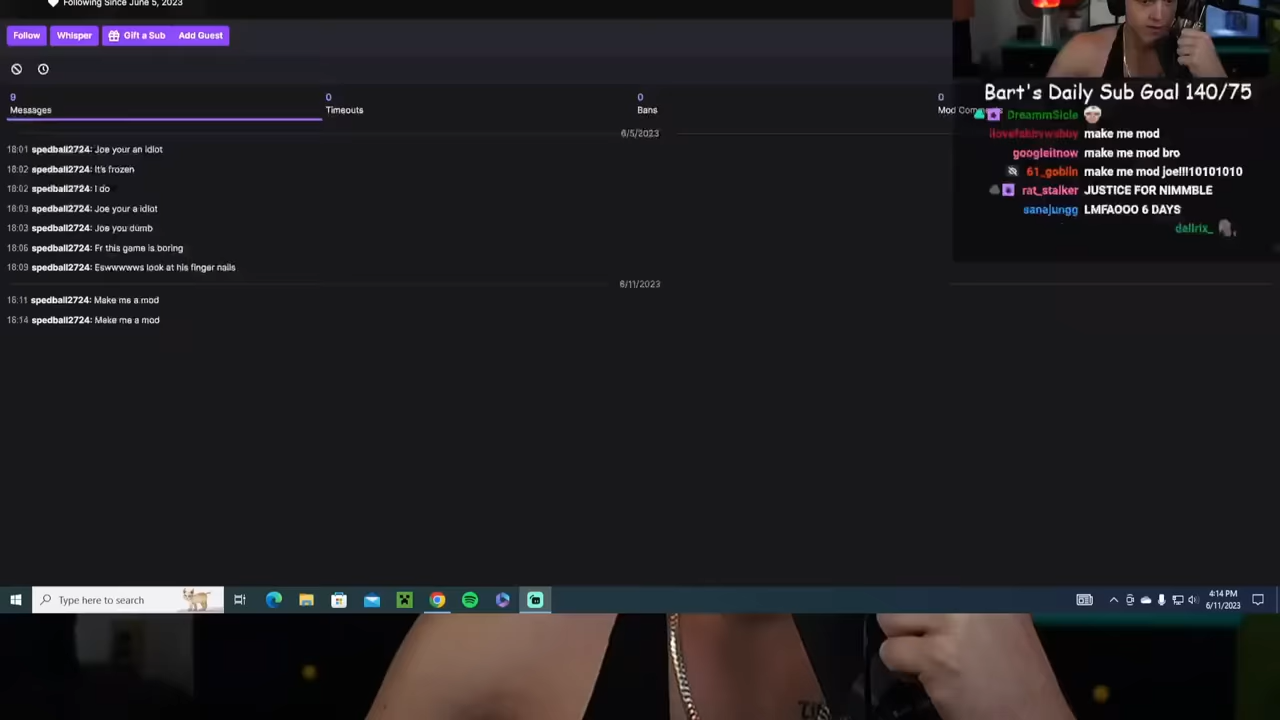 Following Since June 5, 2023
Follow
Whisper
Gift a Sub
Add Guest
9
Messages
0
Timeouts
0
Bans
0
Mod Comments
6/5/2023
18:01 spedball2724: Joe your an idiot
18:02 spedball2724: It's frozen
18:02 spedball2724: I do
18:03 spedball2724: Joe your a idiot
18:03 spedball2724: Joe you dumb
18:06 spedball2724: Fr this game is boring
18:09 spedball2724: Eswwwwws look at his finger nails
6/11/2023
16:11 spedball2724: Make me a mod
16:14 spedball2724: Make me a mod
Bart's Daily Sub Goal 140/75
DreammSicle
make me mod
googleitnow make me mod bro
61_goblin make me mod joe!!!10101010
rat_stalker JUSTICE FOR NIMMBLE
sanajungg LMFAOOO 6 DAYS
dallrix_
Type here to search
4:14 PM
6/11/2023